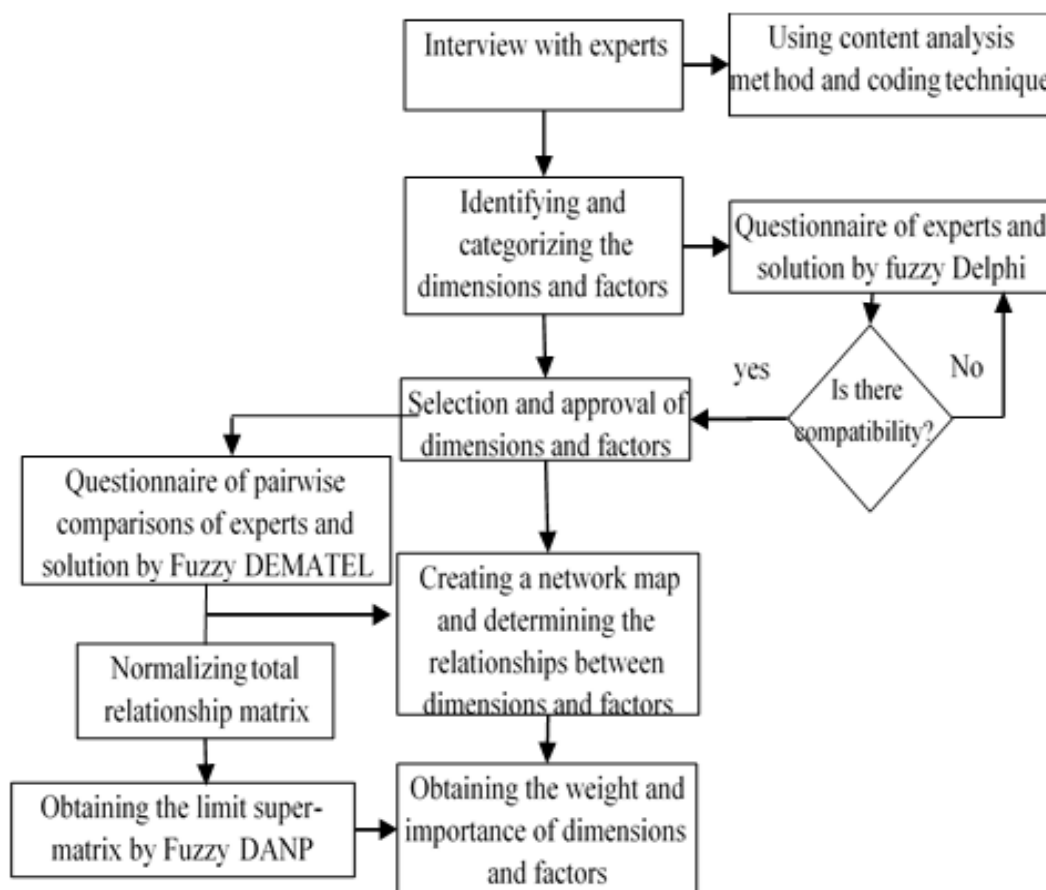 Interview with experts
Using content analysis
method and coding technique
Identifying and
categorizing the
dimensions and factors
Questionnaire of experts and
solution by fuzzy Delphi
yes
No
Is there
compatibility?
Selection and approval of
dimensions and factors
Questionnaire of pairwise
comparisons of experts and
solution by Fuzzy DEMATEL
Creating a network map
and determining the
relationships between
dimensions and factors
Normalizing total
relationship matrix
Obtaining the limit super-
matrix by Fuzzy DANP
Obtaining the weight and
importance of dimensions
and factors